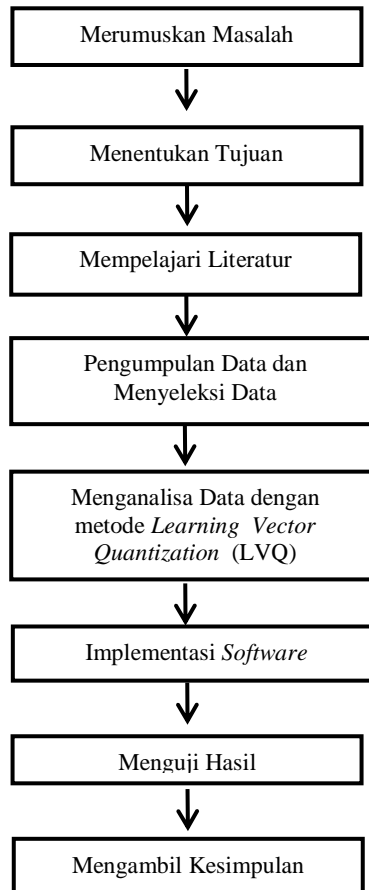 Merumuskan Masalah
Menentukan Tujuan
Mempelajari Literatur
Pengumpulan Data dan
Menyeleksi Data
Menganalisa Data dengan
metode Learning Vector
Quantization (LVQ)
Implementasi Software
Menguji Hasil
Mengambil Kesimpulan